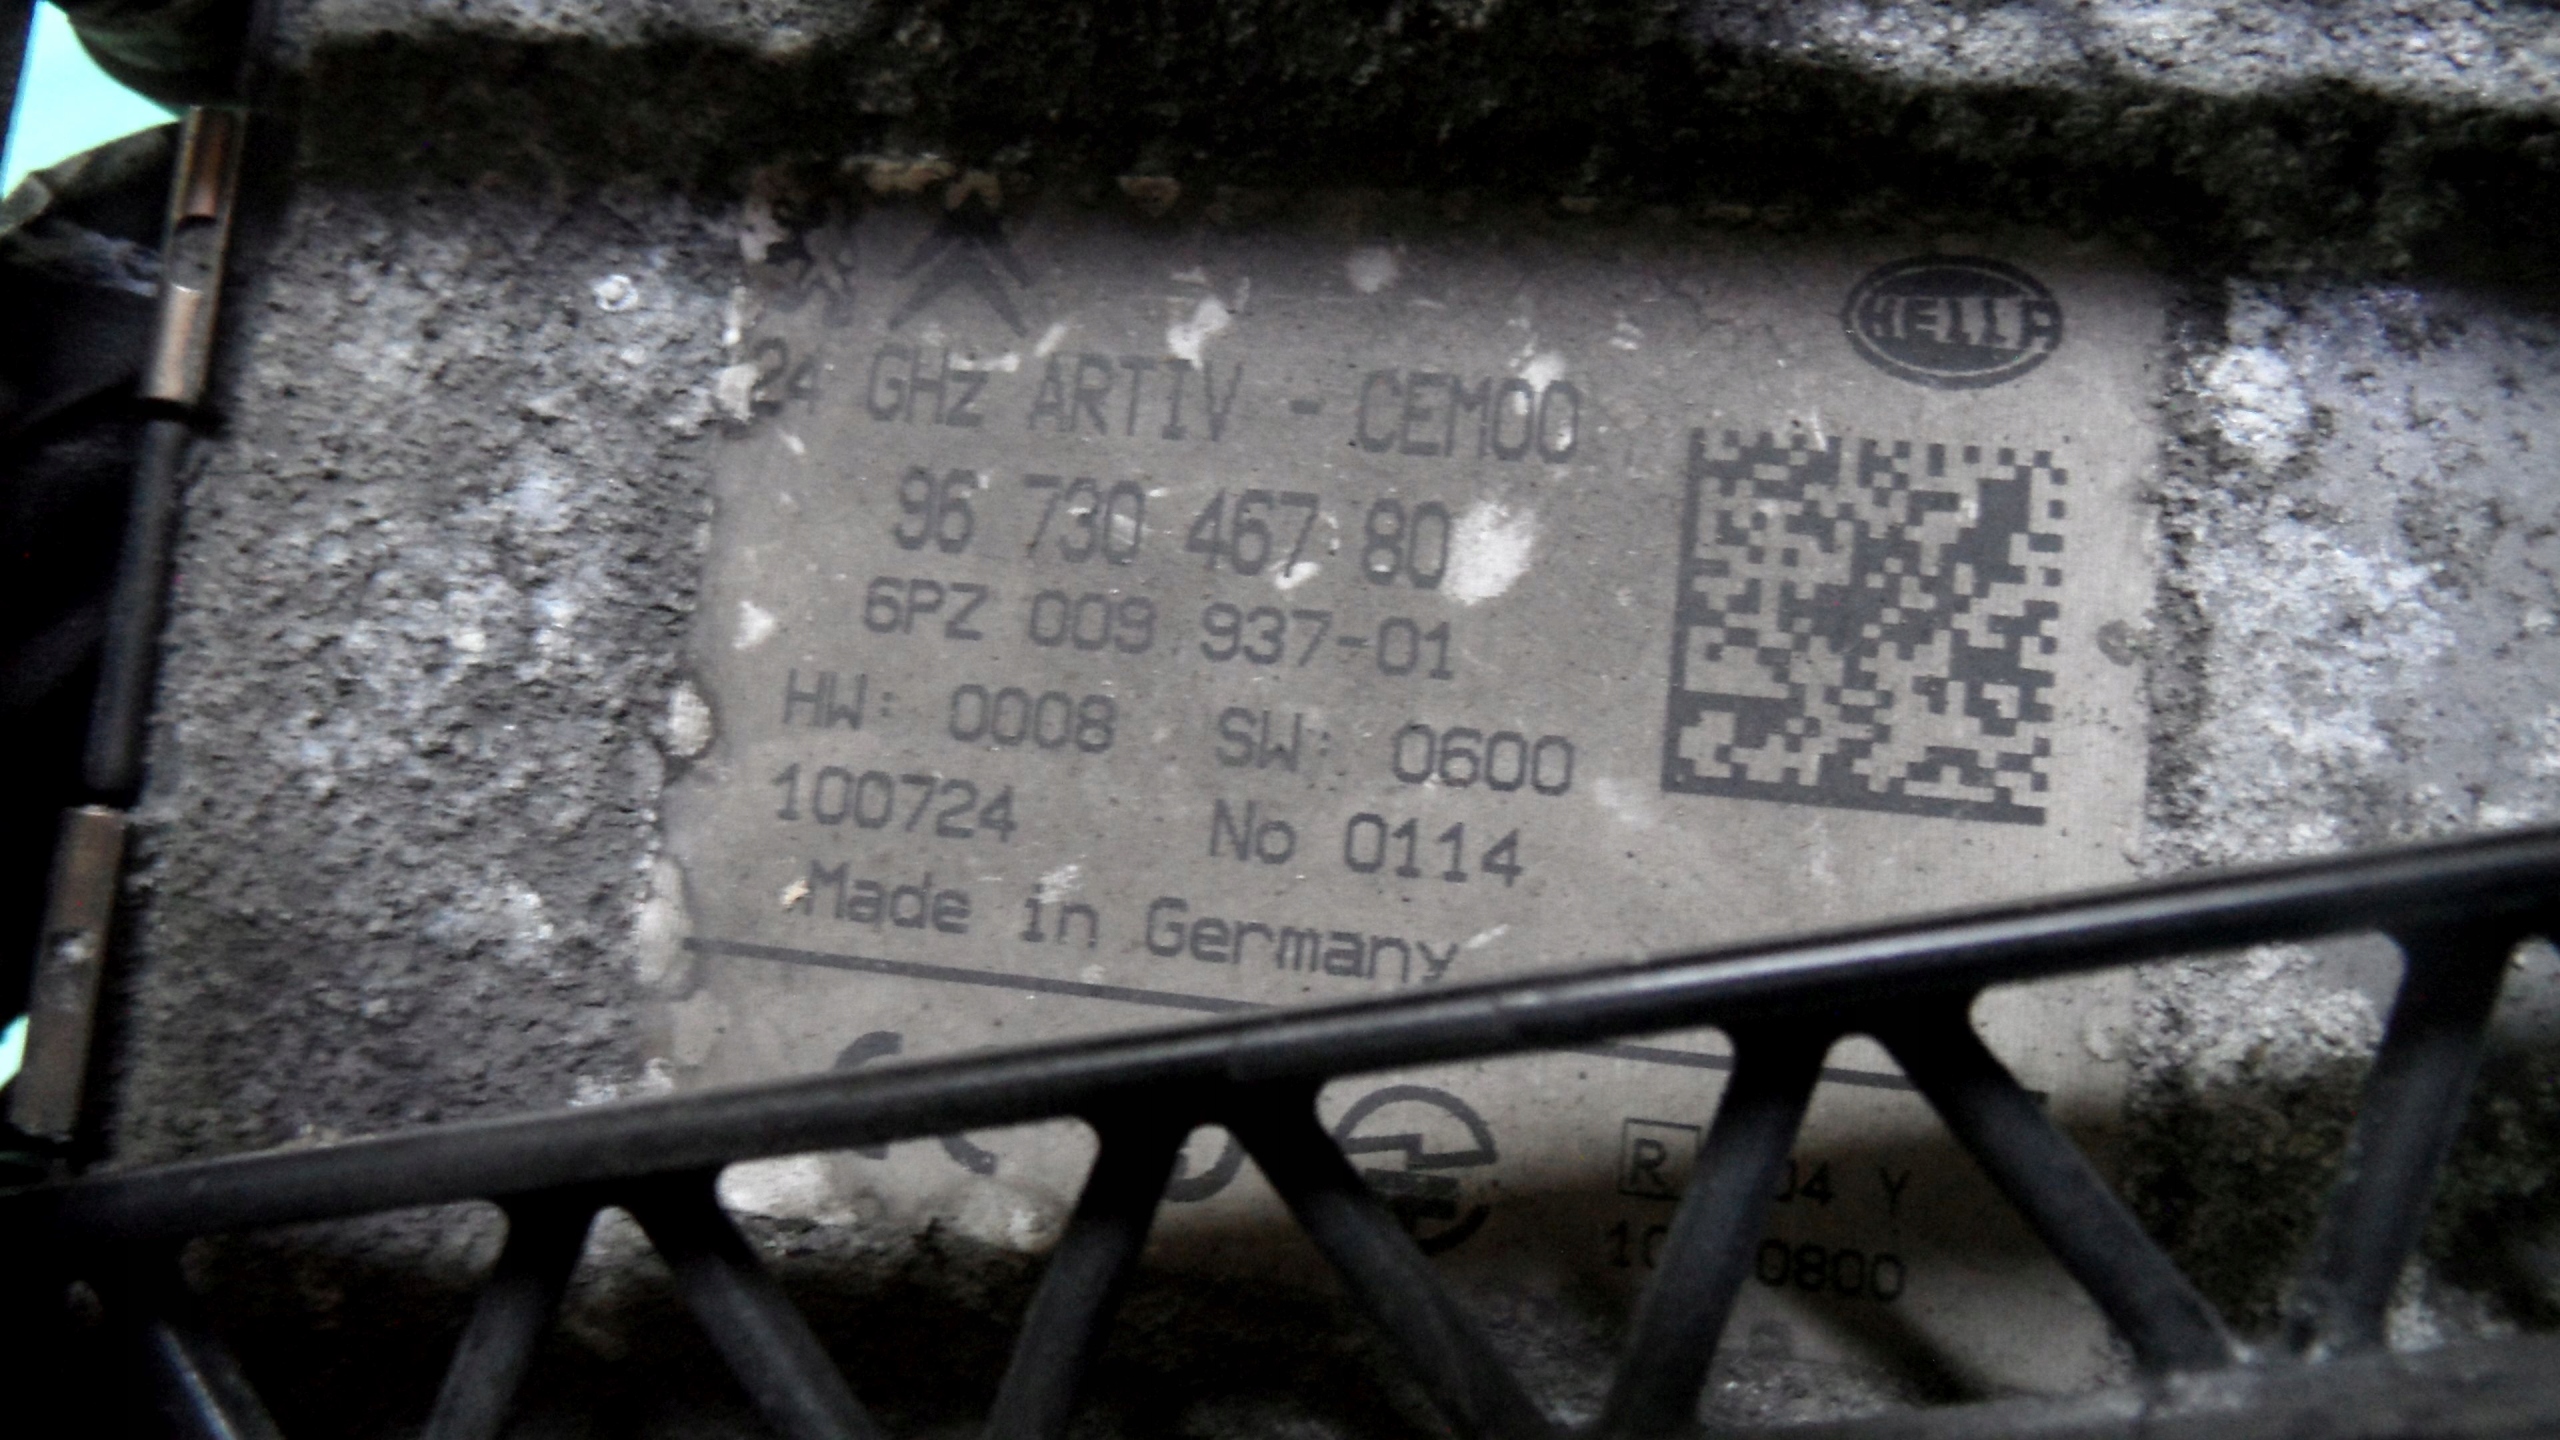 HELLA
24 GHz ARTIV - CEM00
96 730 467 80
6PZ 009 937-01
HW: 0008 SW: 0600
100724 No 0114
Made in Germany
R Y